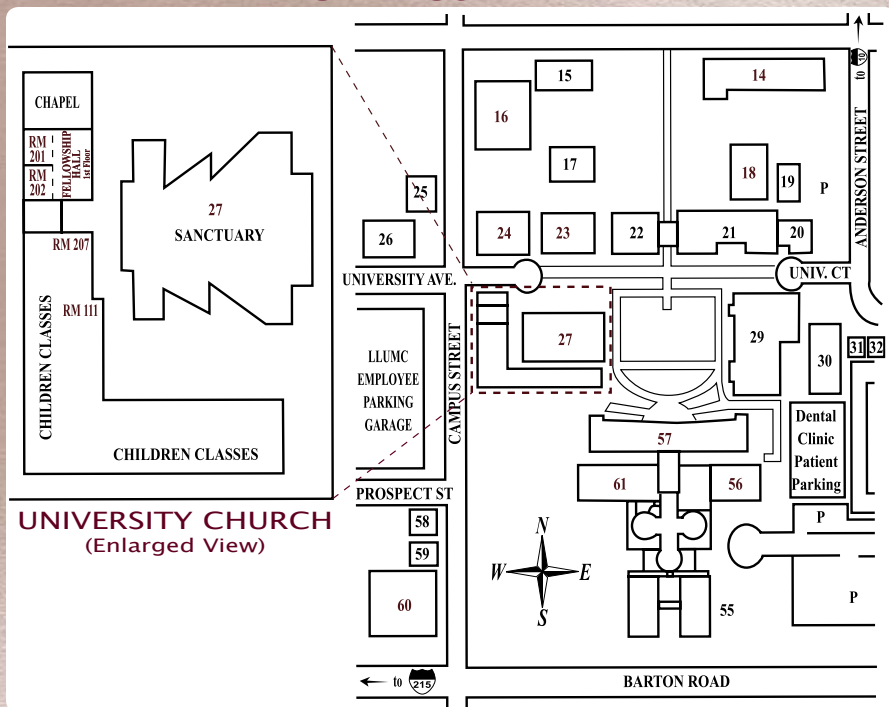 CHAPEL
RM
201
RM
202
FELLOWSHIP
HALL
1st Floor
27
SANCTUARY
RM 207
RM 111
CHILDREN CLASSES
CHILDREN CLASSES
UNIVERSITY CHURCH
(Enlarged View)
15
14
16
17
18
19
P
to
10
ANDERSON STREET
25
26
24
23
22
21
20
UNIVERSITY AVE.
UNIV. CT
LLUMC
EMPLOYEE
PARKING
GARAGE
CAMPUS STREET
27
29
30
31
32
57
Dental
Clinic
Patient
Parking
61
56
PROSPECT ST
58
59
60
P
P
N
W
E
S
55
to
215
BARTON ROAD